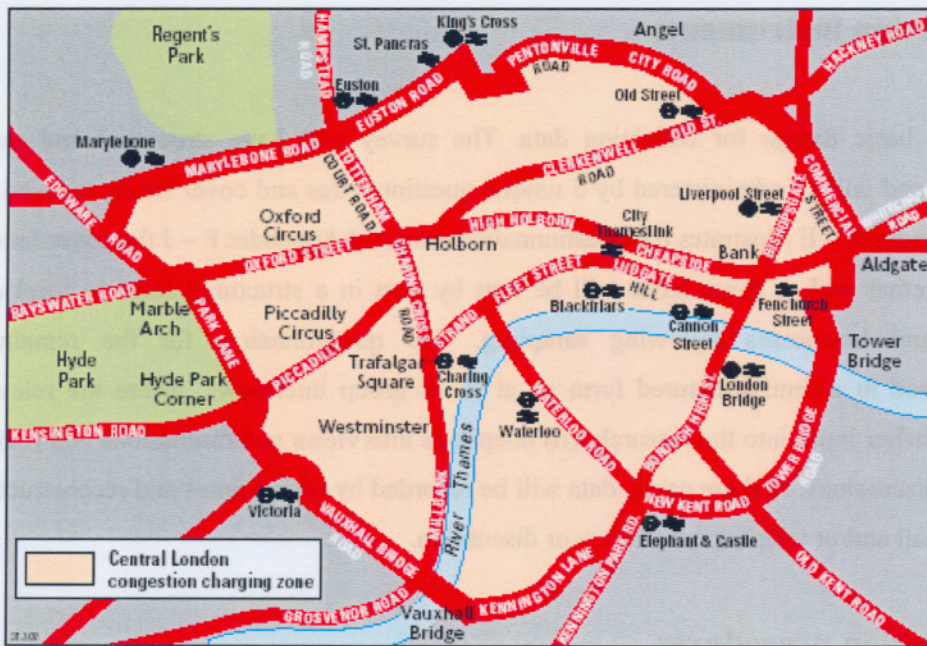 Regent's Park
HAMPSTEAD ROAD
King's Cross
St. Pancras
PENTONVILLE ROAD
Angel
CITY ROAD
HACKNEY ROAD
Euston
EUSTON ROAD
Old Street
OLD ST.
Marylebone
MARYLEBONE ROAD
TOTTENHAM
COURT ROAD
CLERKENWELL
ROAD
Liverpool Street
BISHOPSGATE
COMMERCIAL
STREET
ROAD
EDGWARE ROAD
Oxford
Circus
OXFORD STREET
HIGH HOLBORN
Holborn
City
Thameslink
CHEAPSIDE
Bank
Aldgate
BAYSWATER ROAD
Marble
Arch
PARK LANE
Piccadilly
Circus
CHARING CROSS
ROAD
STRAND
FLEET STREET
LUDGATE
HILL
Blackfriars
Cannon
Street
Fenchurch
Street
Hyde
Park
Hyde Park
Corner
PICCADILLY
Trafalgar
Square
Charing
Cross
Tower
Bridge
London
Bridge
KENSINGTON ROAD
Westminster
WATERLOO ROAD
Waterloo
BOROUGH HIGH ST.
TOWER BRIDGE
ROAD
Victoria
VAUXHALL BRIDGE
ROAD
MILLBANK
River Thames
NEW KENT ROAD
Elephant & Castle
Central London
congestion charging zone
GROSVENOR ROAD
Vauxhall
Bridge
KENNINGTON LANE
KENNINGTON PARK RD.
OLD KENT ROAD